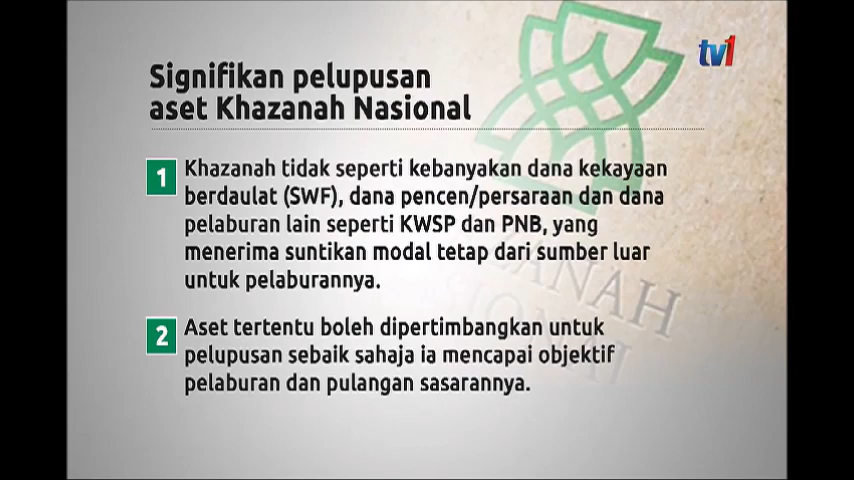 tv1
Signifikan pelupusan
aset Khazanah Nasional
1
Khazanah tidak seperti kebanyakan dana kekayaan
berdaulat (SWF), dana pencen/persaraan dan dana
pelaburan lain seperti KWSP dan PNB, yang
menerima suntikan modal tetap dari sumber luar
untuk pelaburannya.
2
Aset tertentu boleh dipertimbangkan untuk
pelupusan sebaik sahaja ia mencapai objektif
pelaburan dan pulangan sasarannya.